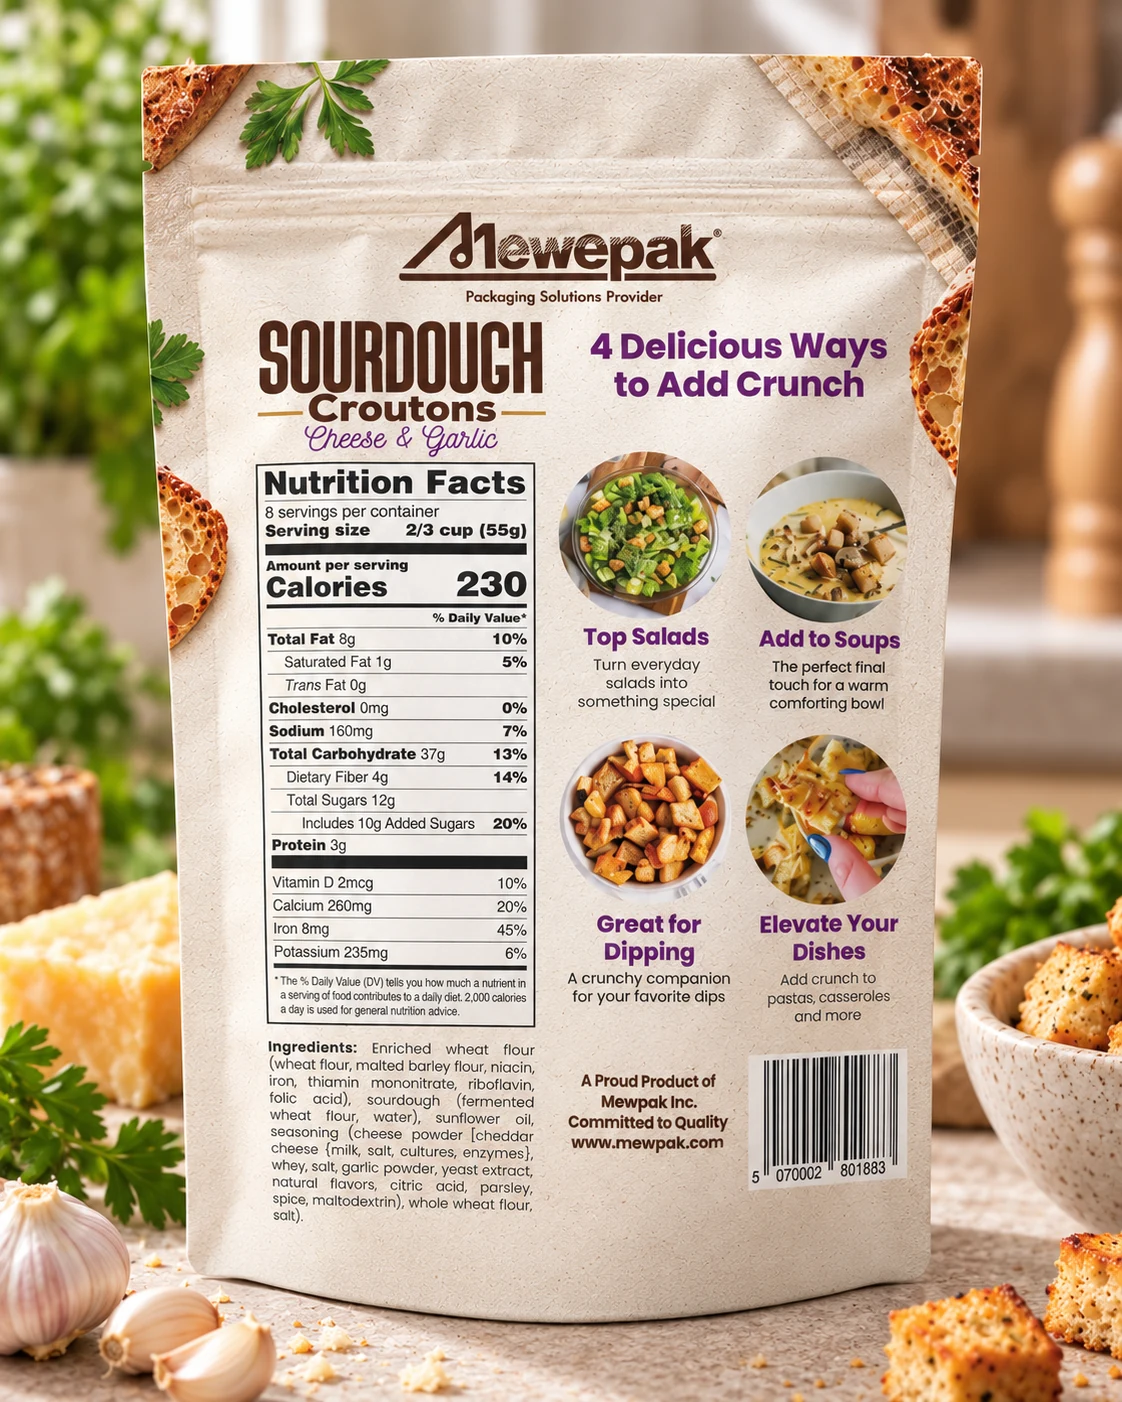 Mewepak®
Packaging Solutions Provider
SOURDOUGH
Croutons
Cheese & Garlic
Nutrition Facts
8 servings per container
Serving size 2/3 cup (55g)
Amount per serving
Calories 230
% Daily Value*
Total Fat 8g 10%
Saturated Fat 1g 5%
Trans Fat 0g
Cholesterol 0mg 0%
Sodium 160mg 7%
Total Carbohydrate 37g 13%
Dietary Fiber 4g 14%
Total Sugars 12g
Includes 10g Added Sugars 20%
Protein 3g
Vitamin D 2mcg 10%
Calcium 260mg 20%
Iron 8mg 45%
Potassium 235mg 6%
* The % Daily Value (DV) tells you how much a nutrient in
a serving of food contributes to a daily diet. 2,000 calories
a day is used for general nutrition advice.
Ingredients: Enriched wheat flour
(wheat flour, malted barley flour, niacin,
iron, thiamin mononitrate, riboflavin,
folic acid), sourdough (fermented
wheat flour, water), sunflower oil,
seasoning (cheese powder [cheddar
cheese {milk, salt, cultures, enzymes},
whey, salt, garlic powder, yeast extract,
natural flavors, citric acid, parsley,
spice, maltodextrin), whole wheat flour,
salt).
4 Delicious Ways
to Add Crunch
Top Salads
Turn everyday
salads into
something special
Add to Soups
The perfect final
touch for a warm
comforting bowl
Great for
Dipping
A crunchy companion
for your favorite dips
Elevate Your
Dishes
Add crunch to
pastas, casseroles
and more
A Proud Product of
Mewpak Inc.
Committed to Quality
www.mewpak.com
5 070002 801883